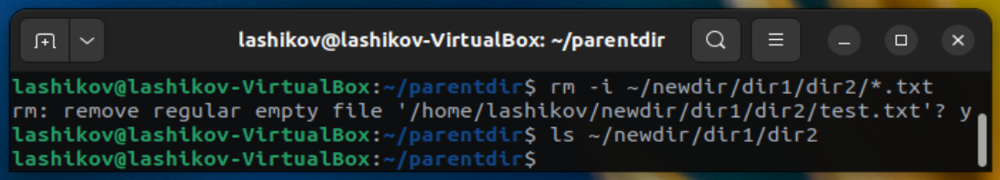 lashikov@lashikov-VirtualBox: ~/parentdir
lashikov@lashikov-VirtualBox:~/parentdir$ rm -i ~/newdir/dir1/dir2/*.txt
rm: remove regular empty file '/home/lashikov/newdir/dir1/dir2/test.txt'? y
lashikov@lashikov-VirtualBox:~/parentdir$ ls ~/newdir/dir1/dir2
lashikov@lashikov-VirtualBox:~/parentdir$